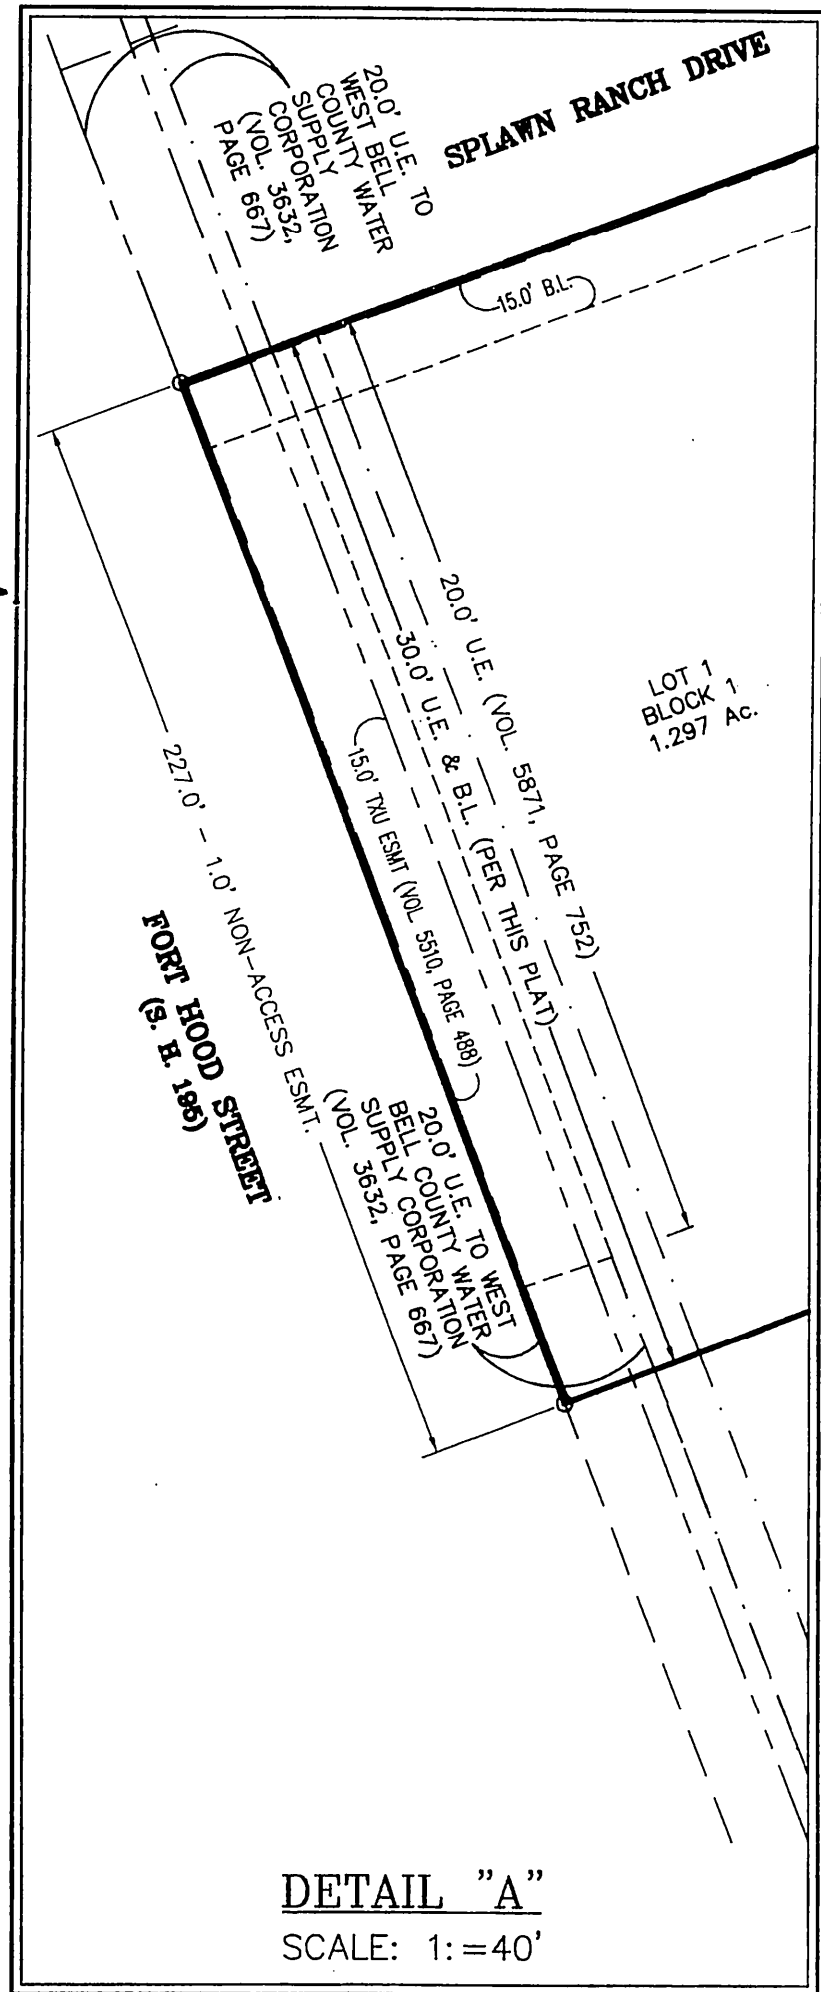 20.0' U.E. TO
WEST BELL
COUNTY WATER
SUPPLY
CORPORATION
(VOL. 3632,
PAGE 667)
SPLAWN RANCH DRIVE
15.0' B.L.
20.0' U.E. (VOL. 5871, PAGE 752)
30.0' U.E. & B.L. (PER THIS PLAT)
15.0' TXU ESMT (VOL 5510, PAGE 488)
LOT 1
BLOCK 1
1.297 Ac.
227.0' - 1.0' NON-ACCESS ESMT.
FORT HOOD STREET
(S. H. 195)
20.0' U.E. TO WEST
BELL COUNTY WATER
SUPPLY CORPORATION
(VOL. 3632, PAGE 667)
DETAIL "A"
SCALE: 1:=40'